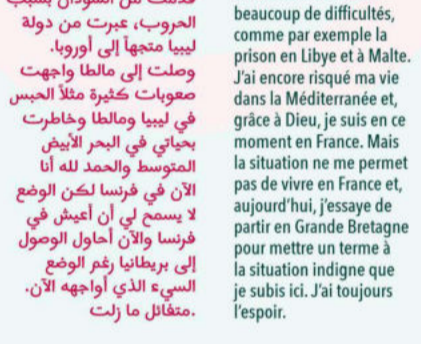 الحروب، عبرت من دولة
ليبيا متجهاً إلى أوروبا.
وصلت إلى مالطا واجهت
صعوبات كثيرة مثلاً الحبس
في ليبيا ومالطا وخاطرت
بحياتي في البحر الأبيض
المتوسط والحمد لله أنا
الآن في فرنسا لكن الوضع
لا يسمح لي أن أعيش في
فرنسا والآن أحاول الوصول
إلى بريطانيا رغم الوضع
السيء الذي أواجهه الآن.
.متفائل ما زلت
beaucoup de difficultés,
comme par exemple la
prison en Libye et à Malte.
J'ai encore risqué ma vie
dans la Méditerranée et,
grâce à Dieu, je suis en ce
moment en France. Mais
la situation ne me permet
pas de vivre en France et,
aujourd'hui, j'essaye de
partir en Grande Bretagne
pour mettre un terme à
la situation indigne que
je subis ici. J'ai toujours
l'espoir.